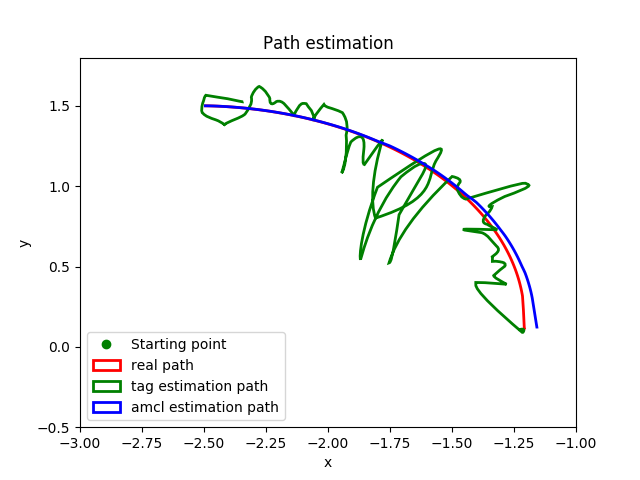 Path estimation
y
1.5
1.0
0.5
0.0
−0.5
Starting point
real path
tag estimation path
amcl estimation path
−3.00 −2.75 −2.50 −2.25 −2.00 −1.75 −1.50 −1.25 −1.00
x